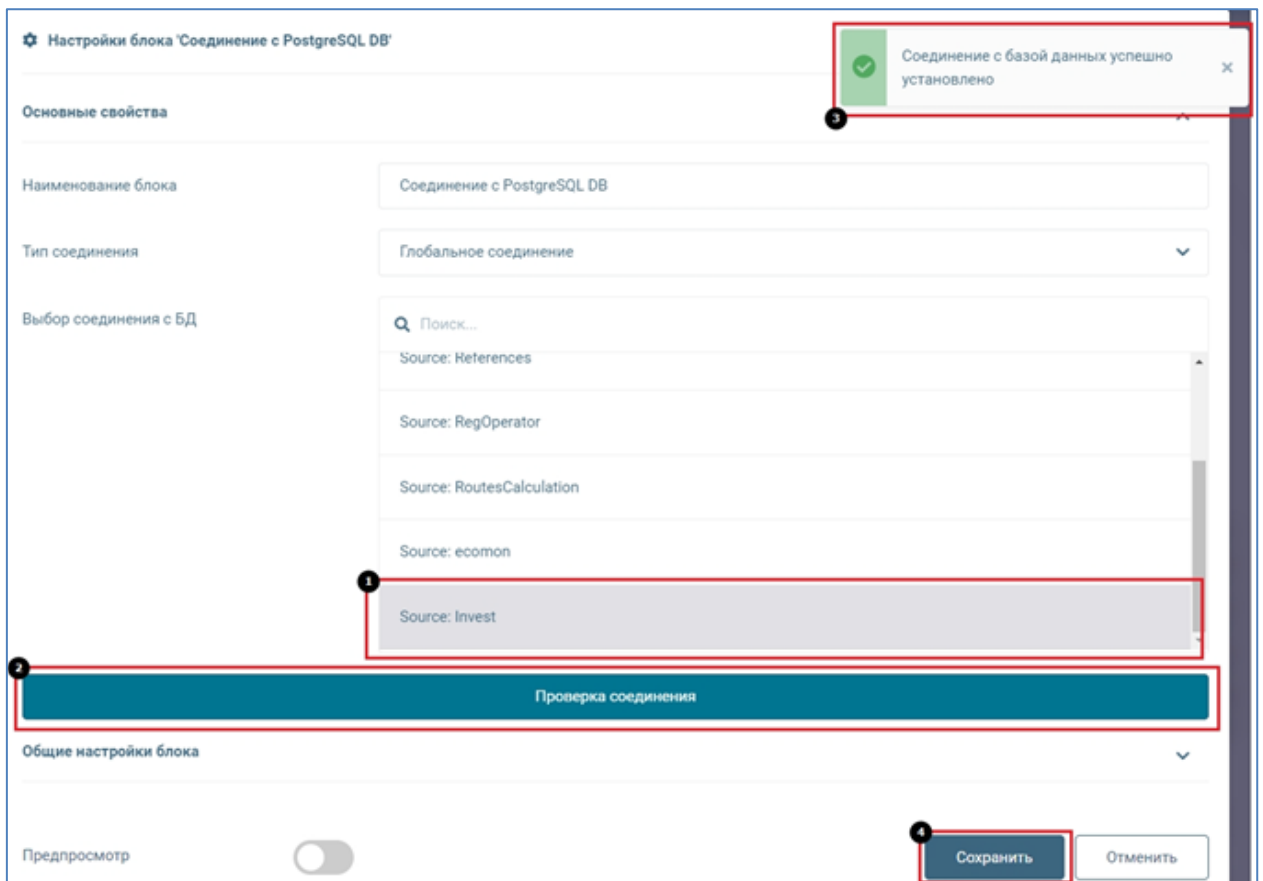 Настройки блока 'Соединение с PostgreSQL DB'
Соединение с базой данных успешно
установлено
3
Основные свойства
Наименование блока
Соединение с PostgreSQL DB
Тип соединения
Глобальное соединение
Выбор соединения с БД
Поиск...
Source: References
Source: RegOperator
Source: RoutesCalculation
Source: ecomon
1
Source: Invest
2
Проверка соединения
Общие настройки блока
4
Предпросмотр
Сохранить
Отменить